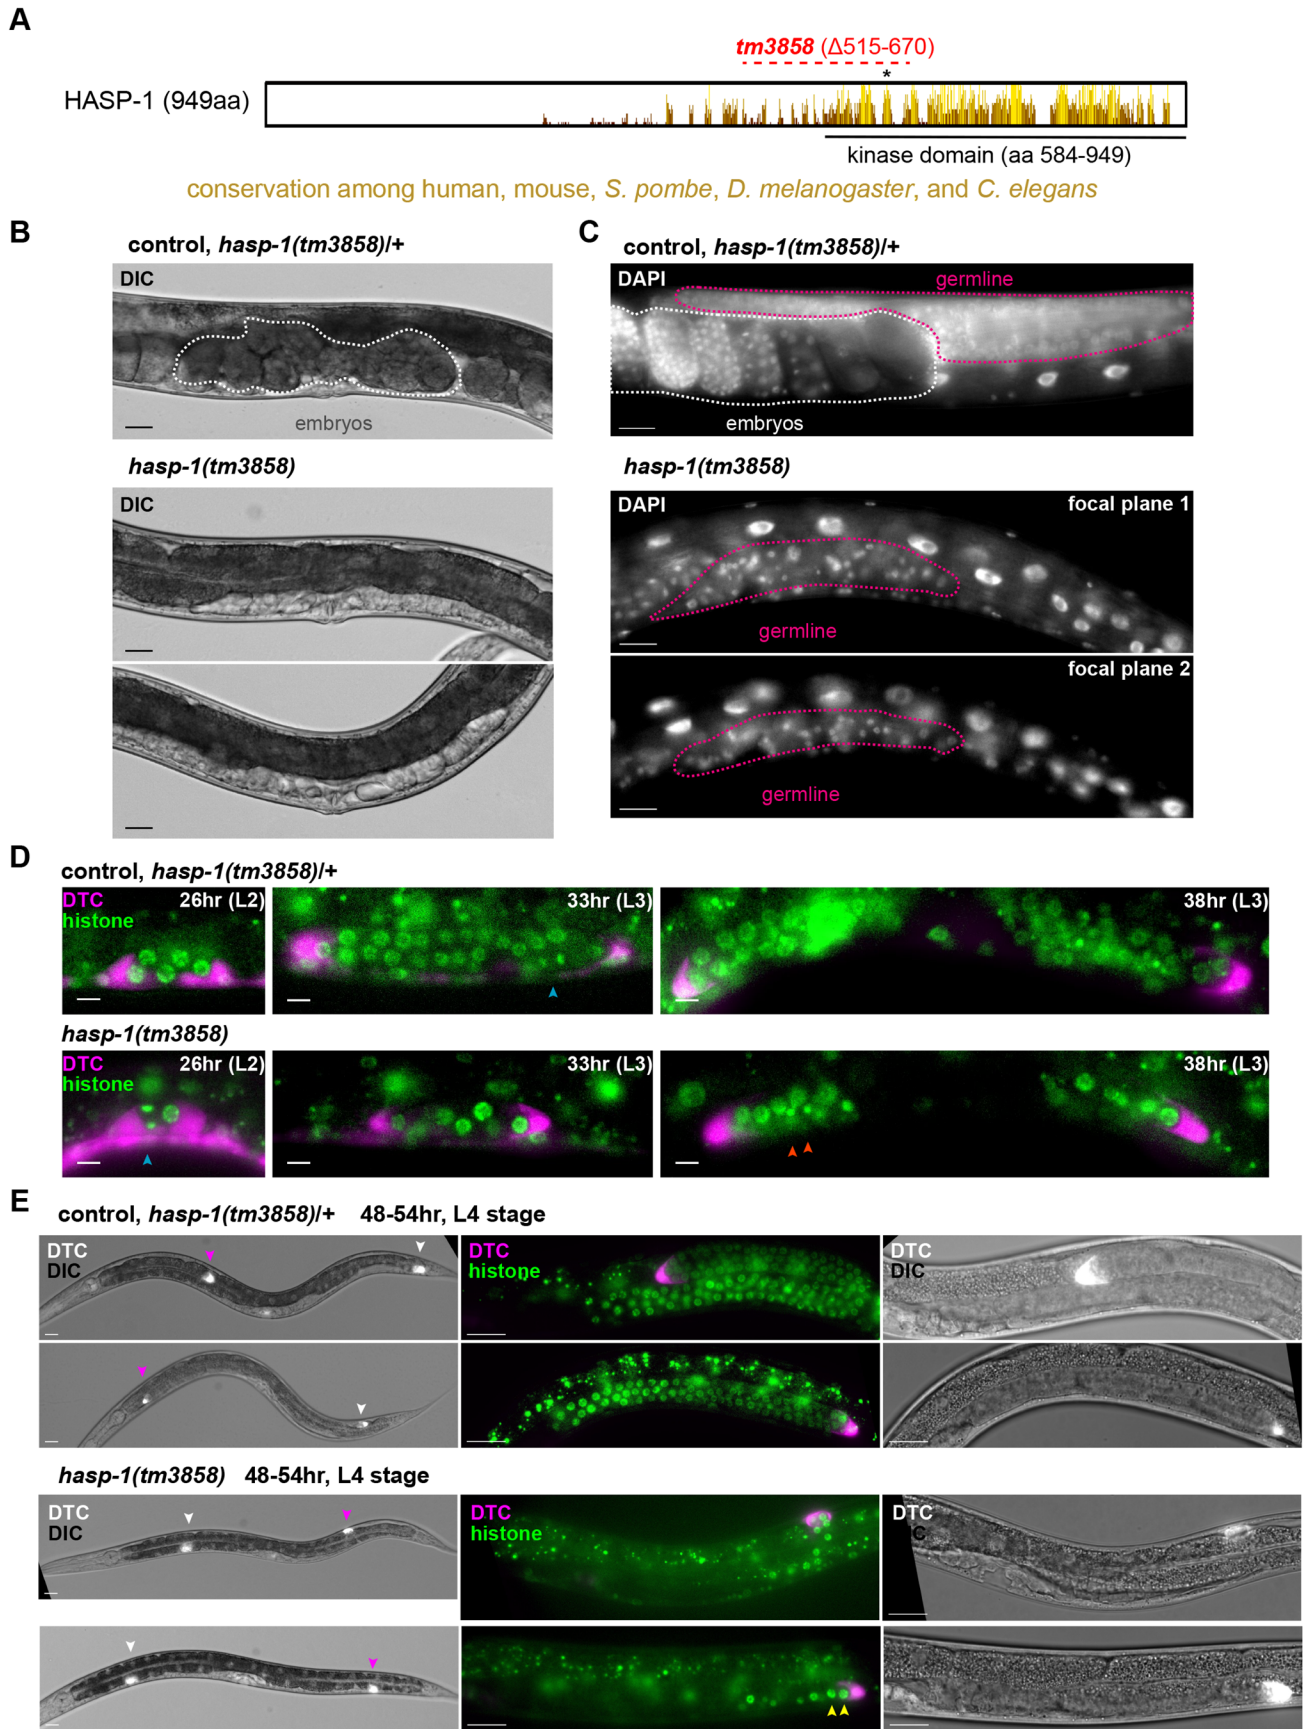 A
tm3858 (Δ515-670)
*
HASP-1 (949aa)
kinase domain (aa 584-949)
conservation among human, mouse, S. pombe, D. melanogaster, and C. elegans
B
control, hasp-1(tm3858)/+
DIC
embryos
hasp-1(tm3858)
DIC
C
control, hasp-1(tm3858)/+
DAPI
germline
embryos
hasp-1(tm3858)
DAPI
focal plane 1
germline
focal plane 2
germline
D
control, hasp-1(tm3858)/+
DTC
histone
26hr (L2)
33hr (L3)
38hr (L3)
hasp-1(tm3858)
DTC
histone
26hr (L2)
33hr (L3)
38hr (L3)
E
control, hasp-1(tm3858)/+ 48-54hr, L4 stage
DTC
DIC
DTC
histone
DTC
DIC
hasp-1(tm3858) 48-54hr, L4 stage
DTC
DIC
DTC
histone
DTC
DIC